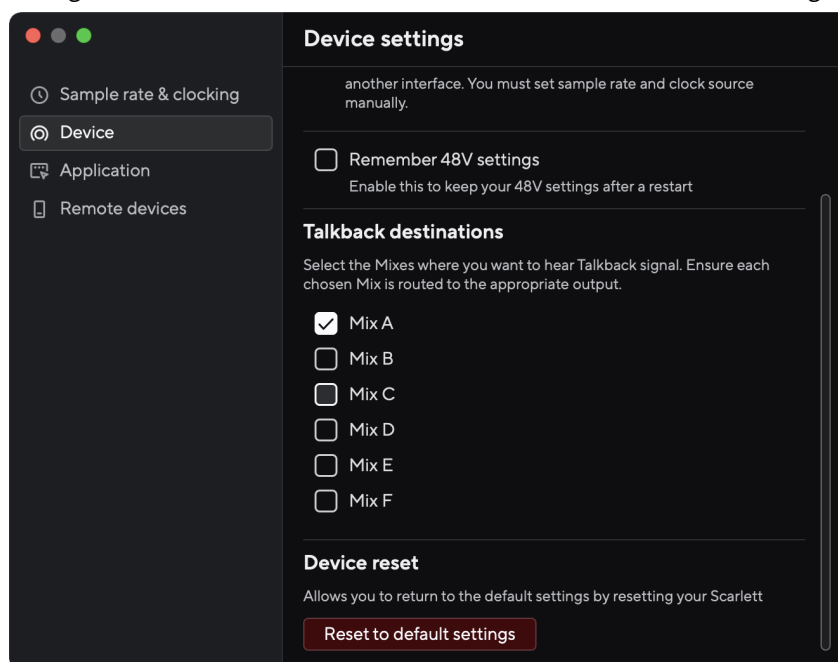 Device settings
Sample rate & clocking
Device
Application
Remote devices
another interface. You must set sample rate and clock source
manually.
Remember 48V settings
Enable this to keep your 48V settings after a restart
Talkback destinations
Select the Mixes where you want to hear Talkback signal. Ensure each
chosen Mix is routed to the appropriate output.
Mix A
Mix B
Mix C
Mix D
Mix E
Mix F
Device reset
Allows you to return to the default settings by resetting your Scarlett
Reset to default settings